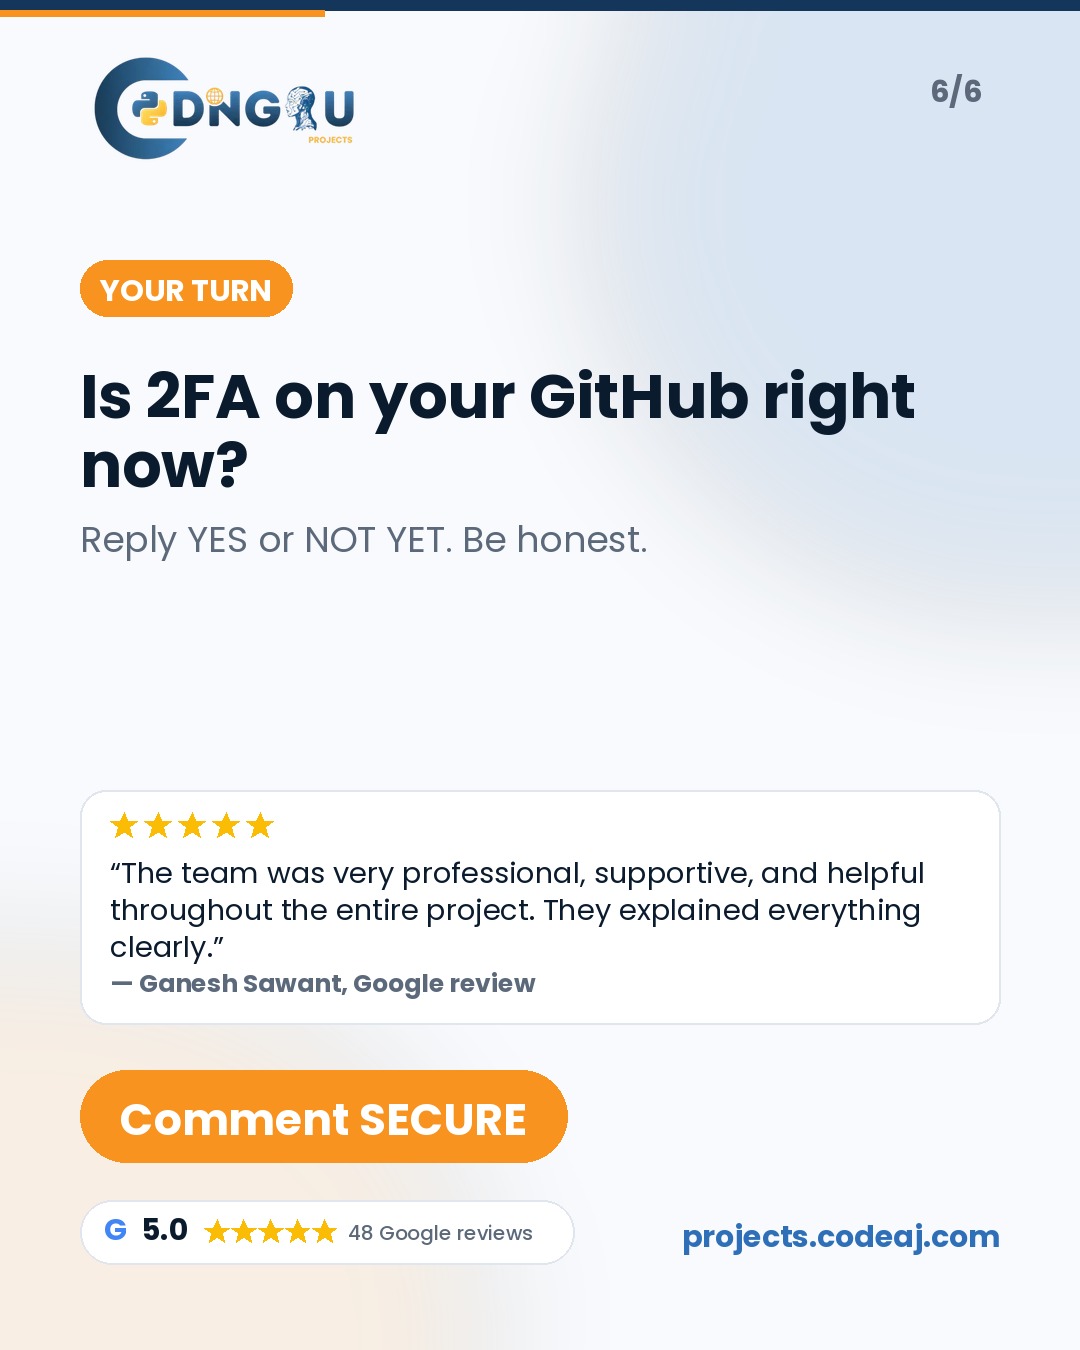 CDNG U
PROJECTS
6/6
YOUR TURN
Is 2FA on your GitHub right
now?
Reply YES or NOT YET. Be honest.
“The team was very professional, supportive, and helpful
throughout the entire project. They explained everything
clearly.”
— Ganesh Sawant, Google review
Comment SECURE
G 5.0 48 Google reviews
projects.codeaj.com